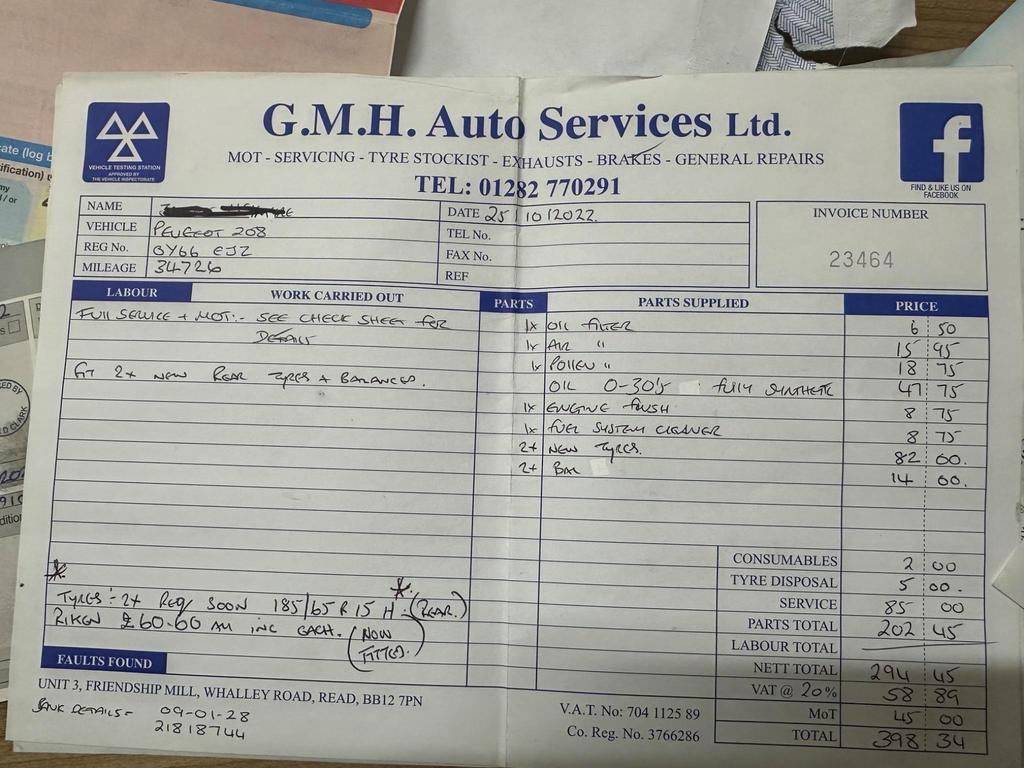 G.M.H. Auto Services Ltd.
MOT - SERVICING - TYRE STOCKIST - EXHAUSTS - BRAKES - GENERAL REPAIRS
TEL: 01282 770291
VEHICLE TESTING STATION
APPROVED BY
THE VEHICLE INSPECTORATE
f
FIND & LIKE US ON
FACEBOOK
NAME
VEHICLE PEUGEOT 208
REG No. GY66 EJZ
MILEAGE 34726
DATE 25/10/2022.
TEL No.
FAX No.
REF
INVOICE NUMBER
23464
LABOUR WORK CARRIED OUT PARTS PARTS SUPPLIED PRICE
FULL SERVICE + MOT:- SEE CHECK SHEET FOR
DETAILS
FIT 2x NEW REAR TYRES + BALANCED.
1x OIL FILTER 6 50
1x AIR " 15 95
1x POLLEN " 18 75
OIL 0-30'S FULLY SYNTHETIC 47 75
1x ENGINE FLUSH 8 75
1x FUEL SYSTEM CLEANER 8 75
2x NEW TYRES. 82 00.
2x BAL 14 00.
CONSUMABLES 2 00
TYRE DISPOSAL 5 00.
SERVICE 85 00
PARTS TOTAL 202 45
LABOUR TOTAL
NETT TOTAL 294 45
VAT @ 20% 58 89
MoT 45 00
TOTAL 398 34
* *
TYRES:- 2x REQ SOON 185/65 R 15 H - (REAR.)
RIKEN £60.60 ALL INC EACH. (NOW
FITTED.)
FAULTS FOUND
UNIT 3, FRIENDSHIP MILL, WHALLEY ROAD, READ, BB12 7PN
BANK DETAILS - 09-01-28
21818744
V.A.T. No: 704 1125 89
Co. Reg. No. 3766286